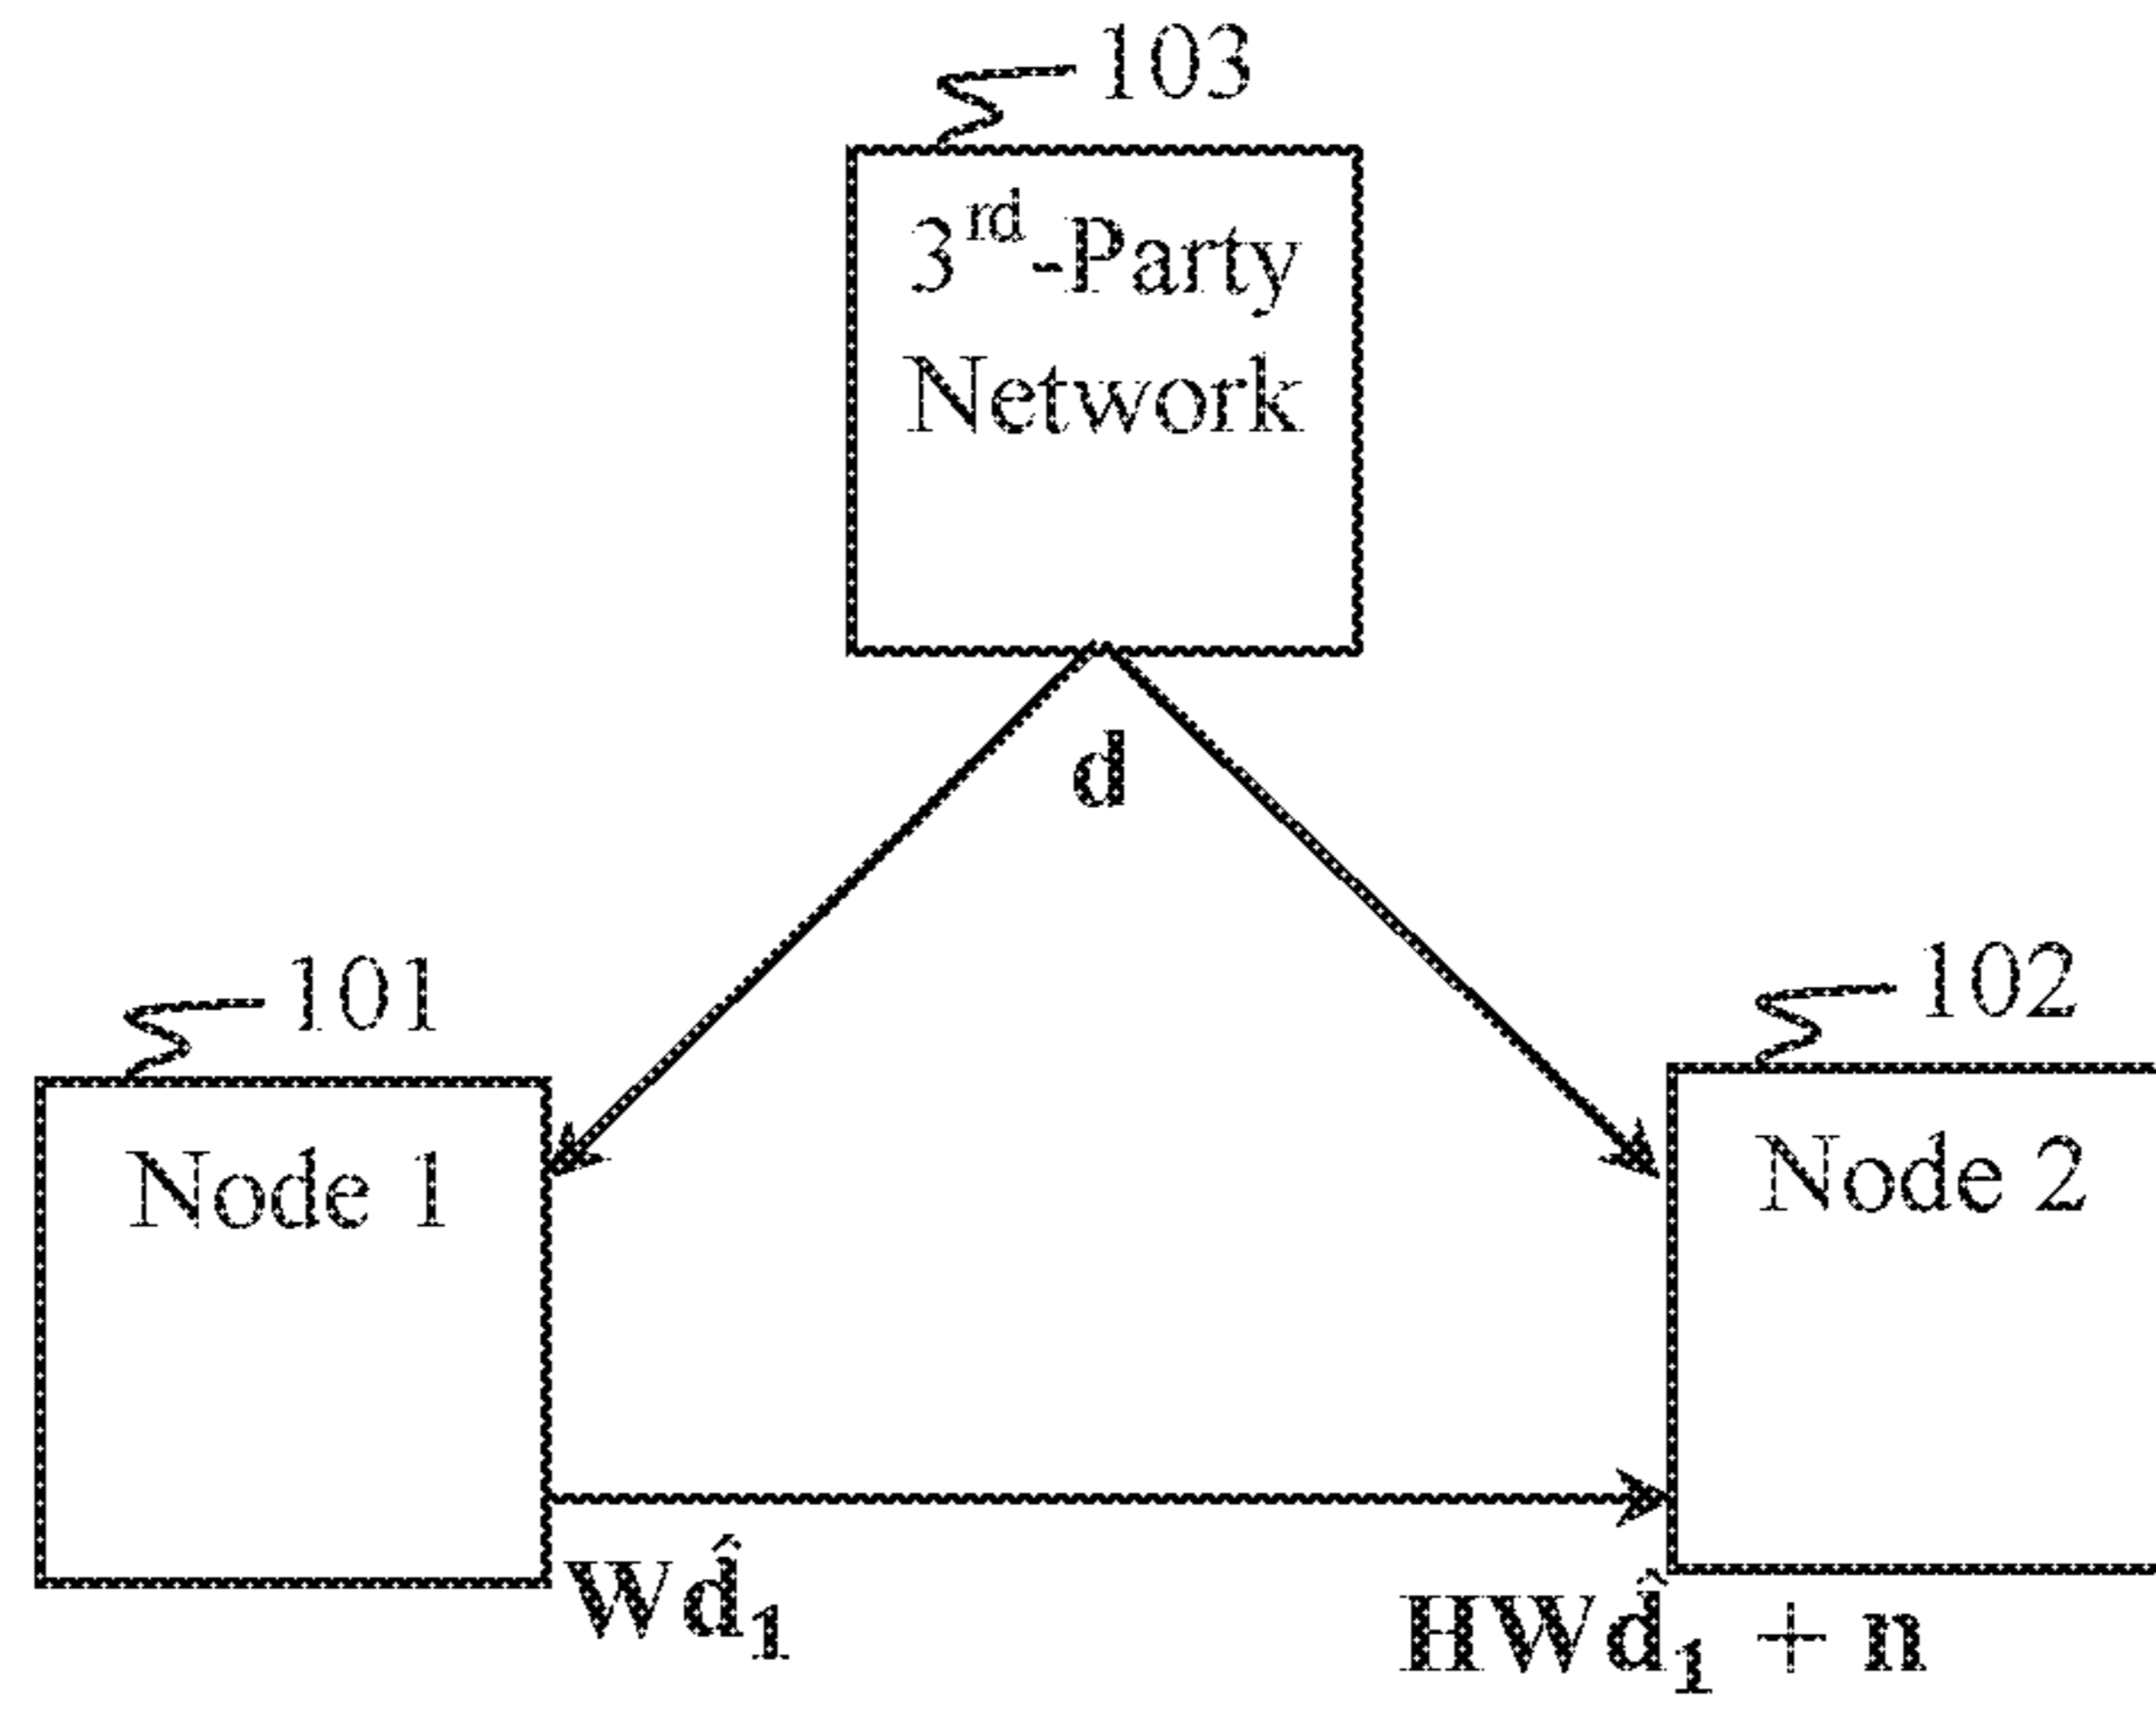 103
3rd-Party
Network
d
101
102
Node 1
Node 2
Wd̂₁
HWd̂₁ + n